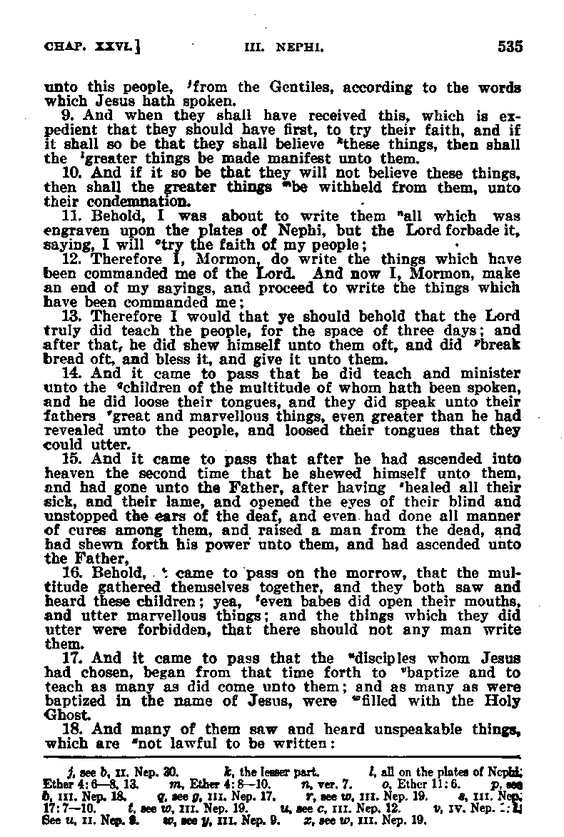 CHAP. XXVI.] III. NEPHI. 535
unto this people, ʲfrom the Gentiles, according to the words
which Jesus hath spoken.
9. And when they shall have received this, which is ex-
pedient that they should have first, to try their faith, and if
it shall so be that they shall believe ᵏthese things, then shall
the ˡgreater things be made manifest unto them.
10. And if it so be that they will not believe these things,
then shall the greater things ᵐbe withheld from them, unto
their condemnation.
11. Behold, I was about to write them ⁿall which was
engraven upon the plates of Nephi, but the Lord forbade it,
saying, I will ᵒtry the faith of my people;
12. Therefore I, Mormon, do write the things which have
been commanded me of the Lord. And now I, Mormon, make
an end of my sayings, and proceed to write the things which
have been commanded me;
13. Therefore I would that ye should behold that the Lord
truly did teach the people, for the space of three days; and
after that, he did shew himself unto them oft, and did ᵖbreak
bread oft, and bless it, and give it unto them.
14. And it came to pass that he did teach and minister
unto the ᑫchildren of the multitude of whom hath been spoken,
and he did loose their tongues, and they did speak unto their
fathers ʳgreat and marvellous things, even greater than he had
revealed unto the people, and loosed their tongues that they
could utter.
15. And it came to pass that after he had ascended into
heaven the second time that he shewed himself unto them,
and had gone unto the Father, after having ˢhealed all their
sick, and their lame, and opened the eyes of their blind and
unstopped the ears of the deaf, and even had done all manner
of cures among them, and raised a man from the dead, and
had shewn forth his power unto them, and had ascended unto
the Father,
16. Behold, came to pass on the morrow, that the mul-
titude gathered themselves together, and they both saw and
heard these children; yea, ᵗeven babes did open their mouths,
and utter marvellous things; and the things which they did
utter were forbidden, that there should not any man write
them.
17. And it came to pass that the ᵘdisciples whom Jesus
had chosen, began from that time forth to ᵛbaptize and to
teach as many as did come unto them; and as many as were
baptized in the name of Jesus, were ʷfilled with the Holy
Ghost.
18. And many of them saw and heard unspeakable things,
which are ˣnot lawful to be written:
j, see b, II. Nep. 30. k, the lesser part. l, all on the plates of Nephi;
Ether 4: 6—8, 13. m, Ether 4: 8—10. n, ver. 7. o, Ether 11: 6. p, see
b, III. Nep. 18. q, see g, III. Nep. 17. r, see w, III. Nep. 19. s, III. Nep.
17: 7—10. t, see w, III. Nep. 19. u, see c, III. Nep. 12. v, IV. Nep.
See u, II. Nep. 9. w, see y, III. Nep. 9. x, see w, III. Nep. 19.